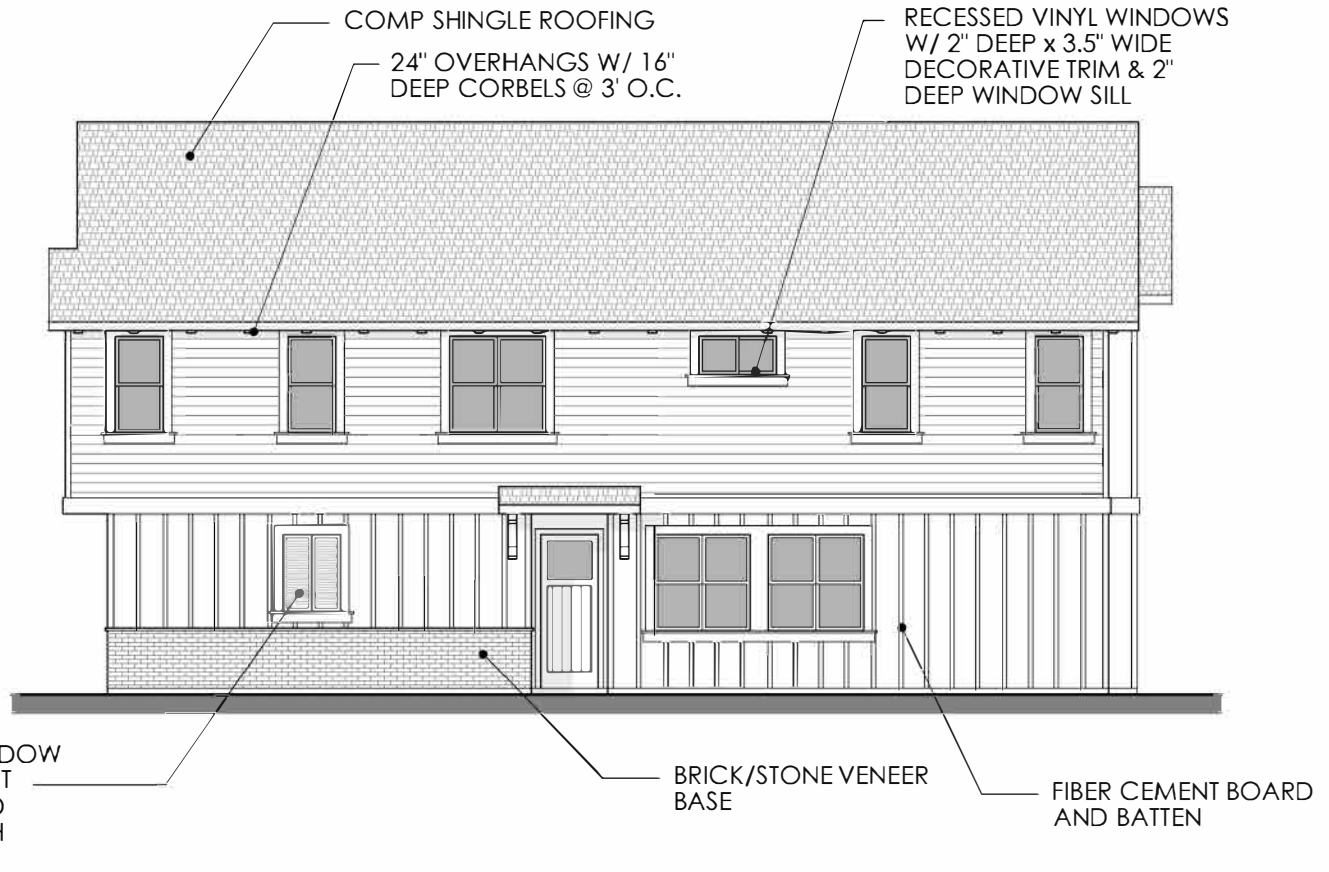 COMP SHINGLE ROOFING
24" OVERHANGS W/ 16"
DEEP CORBELS @ 3' O.C.
RECESSED VINYL WINDOWS
W/ 2" DEEP x 3.5" WIDE
DECORATIVE TRIM & 2"
DEEP WINDOW SILL
DOW
T
H
BRICK/STONE VENEER
BASE
FIBER CEMENT BOARD
AND BATTEN